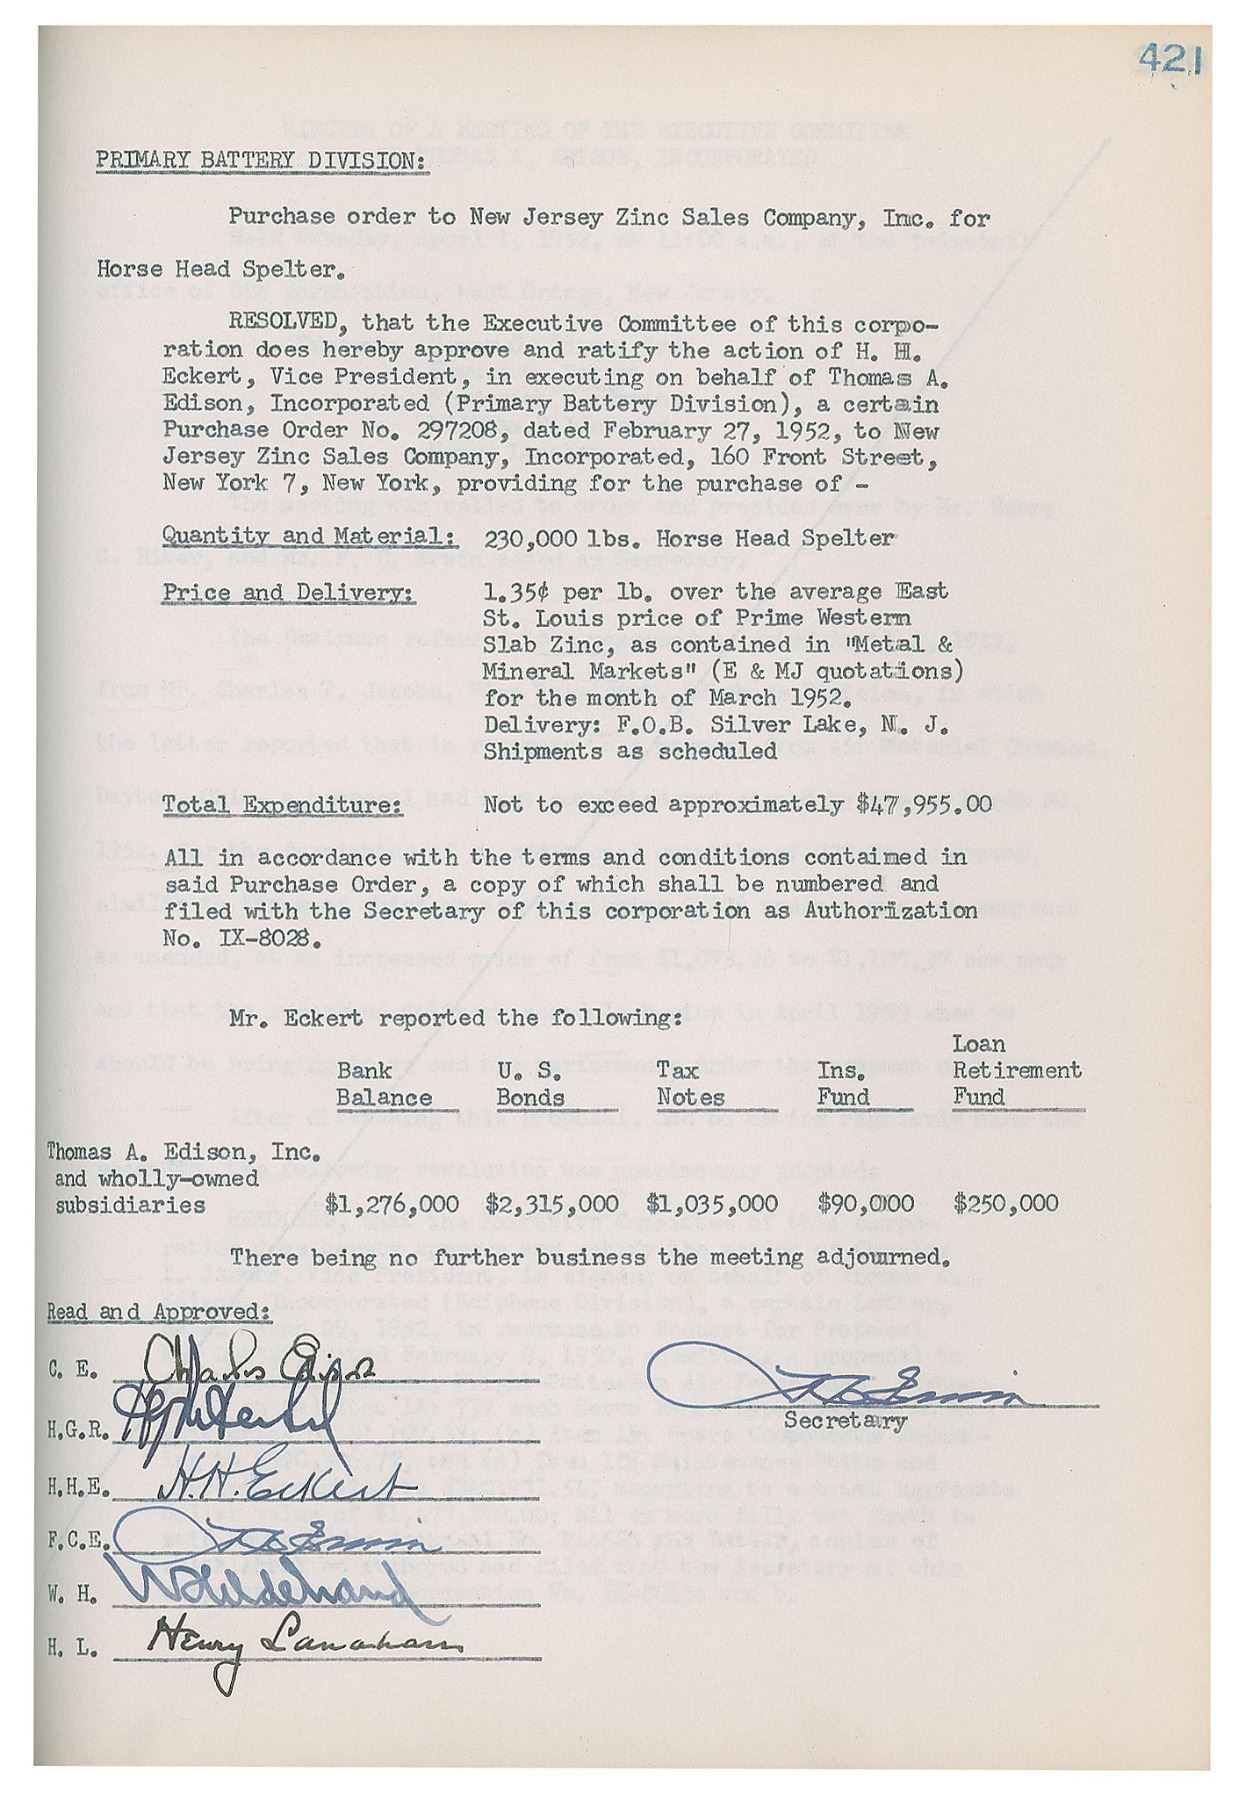 421
PRIMARY BATTERY DIVISION:
Purchase order to New Jersey Zinc Sales Company, Inc. for
Horse Head Spelter.
RESOLVED, that the Executive Committee of this corpo-
ration does hereby approve and ratify the action of H. H.
Eckert, Vice President, in executing on behalf of Thomas A.
Edison, Incorporated (Primary Battery Division), a certain
Purchase Order No. 297208, dated February 27, 1952, to New
Jersey Zinc Sales Company, Incorporated, 160 Front Street,
New York 7, New York, providing for the purchase of -
Quantity and Material: 230,000 lbs. Horse Head Spelter
Price and Delivery: 1.35¢ per lb. over the average East
St. Louis price of Prime Western
Slab Zinc, as contained in "Metal &
Mineral Markets" (E & MJ quotations)
for the month of March 1952.
Delivery: F.O.B. Silver Lake, N. J.
Shipments as scheduled
Total Expenditure: Not to exceed approximately $47,955.00
All in accordance with the terms and conditions contained in
said Purchase Order, a copy of which shall be numbered and
filed with the Secretary of this corporation as Authorization
No. IX-8028.
Mr. Eckert reported the following:
Loan
Bank U. S. Tax Ins. Retirement
Balance Bonds Notes Fund Fund
Thomas A. Edison, Inc.
and wholly-owned
subsidiaries $1,276,000 $2,315,000 $1,035,000 $90,000 $250,000
There being no further business the meeting adjourned.
Read and Approved:
C. E. Charles Edison
Secretary
H.G.R.
H.H.E. H.H. Eckert
F.C.E.
W. H.
H. L. Henry Lanahan